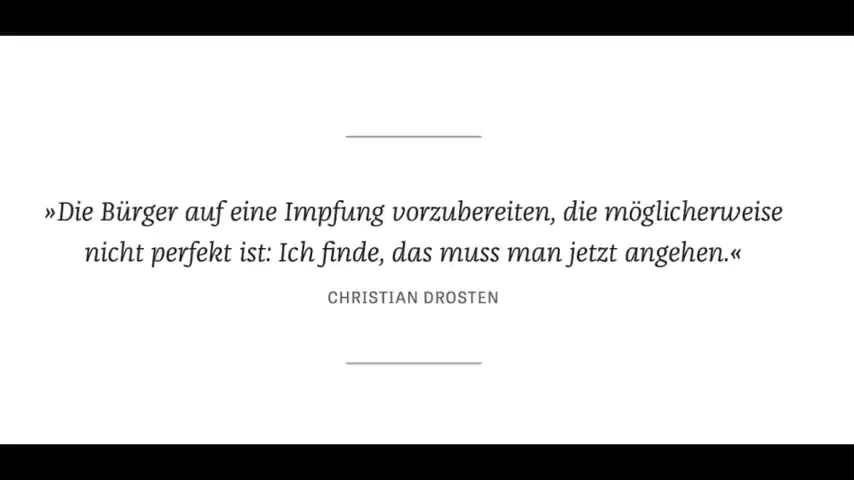 »Die Bürger auf eine Impfung vorzubereiten, die möglicherweise
nicht perfekt ist: Ich finde, das muss man jetzt angehen.«
CHRISTIAN DROSTEN